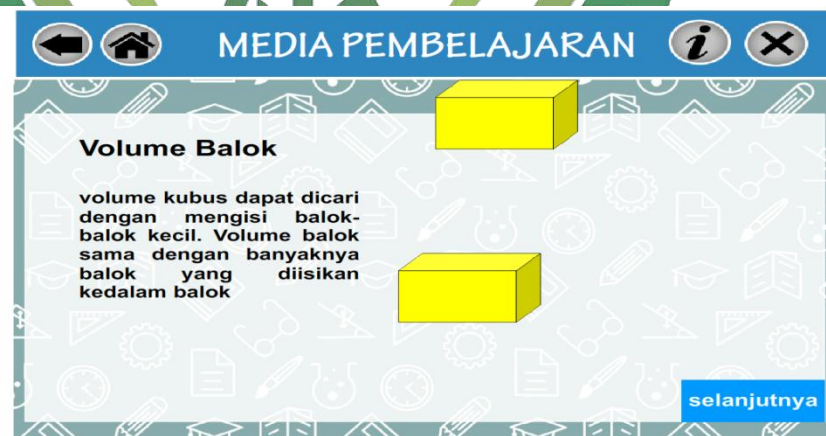 MEDIA PEMBELAJARAN
Volume Balok
volume kubus dapat dicari
dengan mengisi balok-
balok kecil. Volume balok
sama dengan banyaknya
balok yang diisikan
kedalam balok
selanjutnya